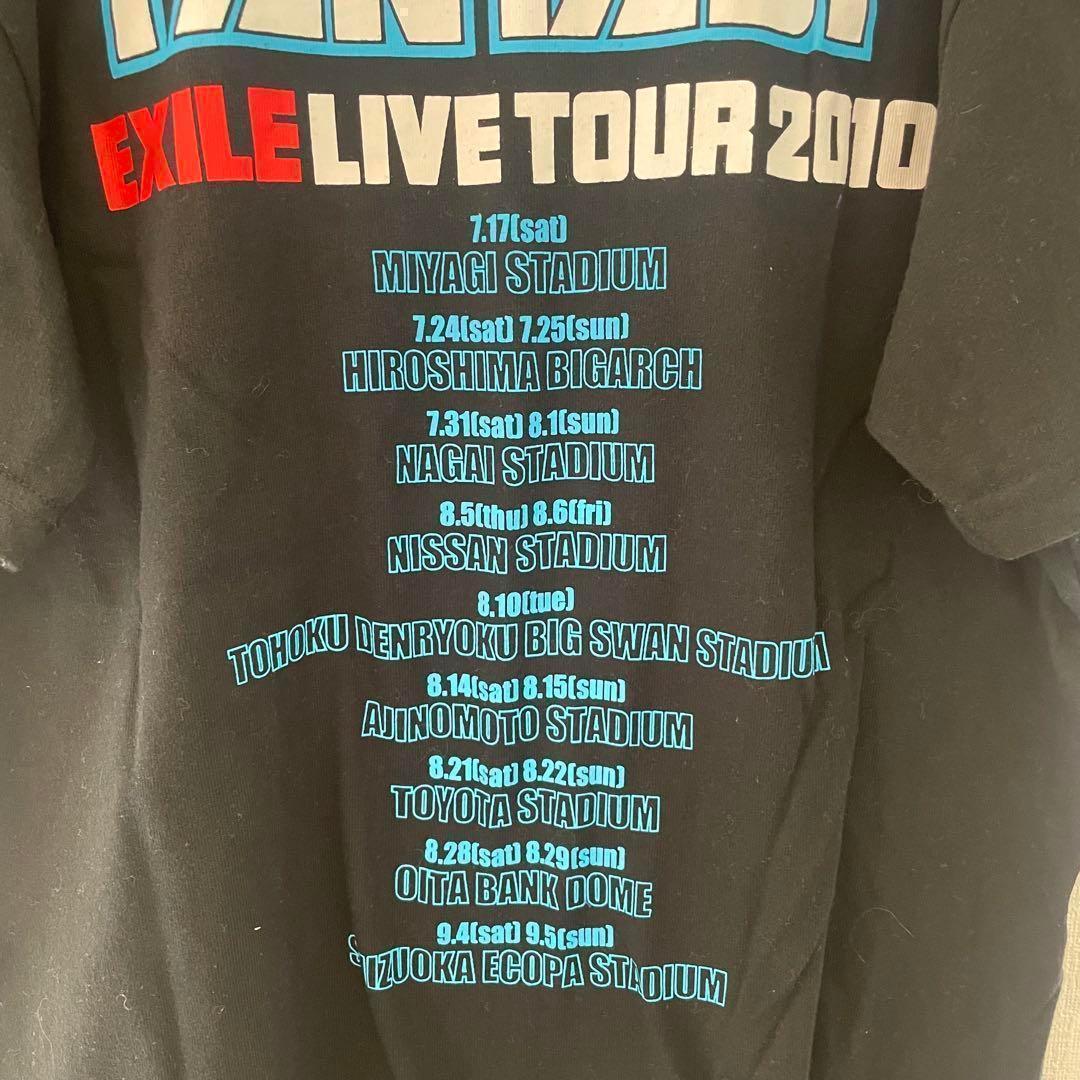 EXILE LIVE TOUR 2010
7.17(sat)
MIYAGI STADIUM
7.24(sat) 7.25(sun)
HIROSHIMA BIGARCH
7.31(sat) 8.1(sun)
NAGAI STADIUM
8.5(thu) 8.6(fri)
NISSAN STADIUM
8.10(tue)
TOHOKU DENRYOKU BIG SWAN STADIUM
8.14(sat) 8.15(sun)
AJINOMOTO STADIUM
8.21(sat) 8.22(sun)
TOYOTA STADIUM
8.28(sat) 8.29(sun)
OITA BANK DOME
9.4(sat) 9.5(sun)
SHIZUOKA ECOPA STADIUM